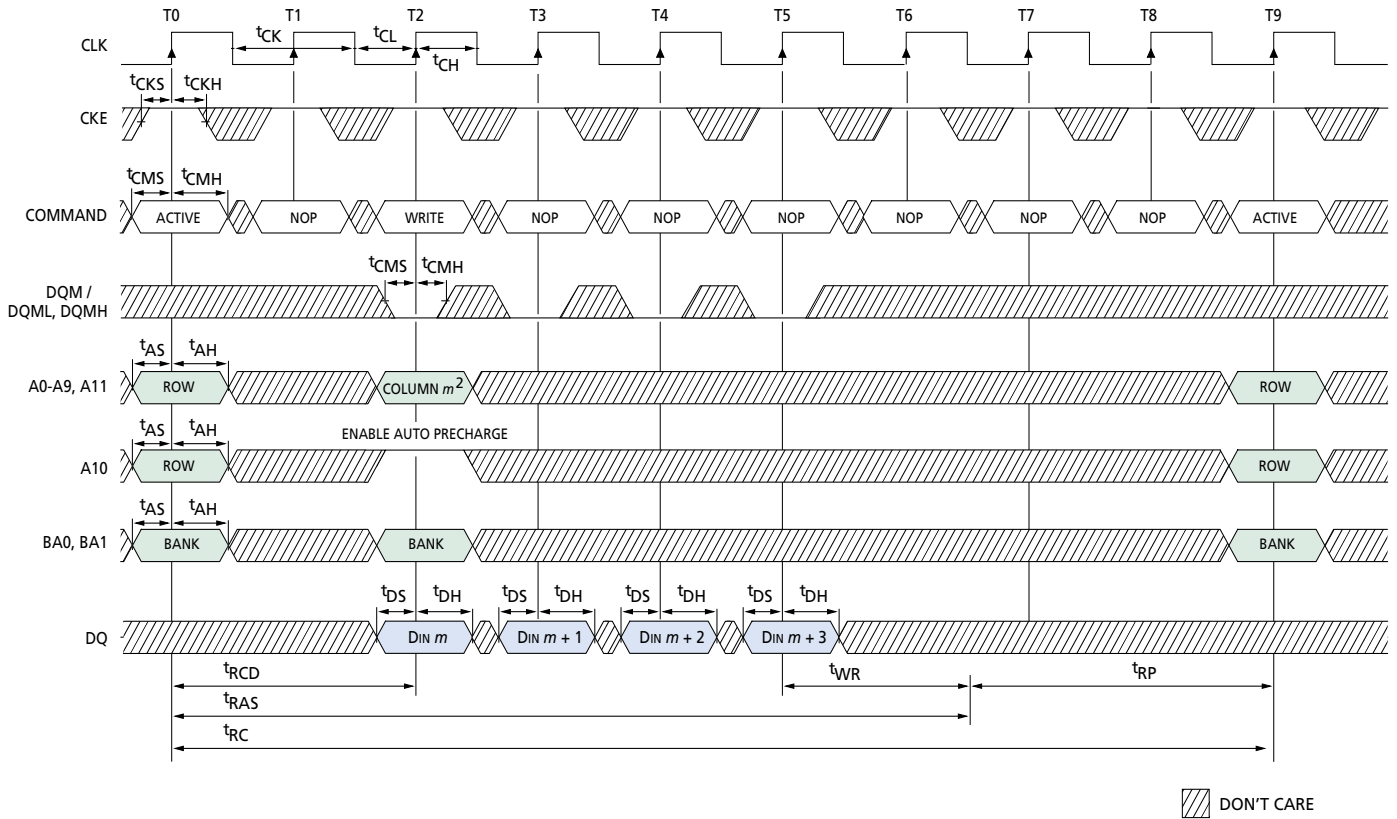 T0 T1 T2 T3 T4 T5 T6 T7 T8 T9
CLK
tCK tCL tCH
tCKS tCKH
CKE
tCMS tCMH
COMMAND ACTIVE NOP WRITE NOP NOP NOP NOP NOP NOP ACTIVE
tCMS tCMH
DQM /
DQML, DQMH
tAS tAH
A0-A9, A11 ROW COLUMN m2 ROW
tAS tAH ENABLE AUTO PRECHARGE
A10 ROW ROW
tAS tAH
BA0, BA1 BANK BANK BANK
tDS tDH tDS tDH tDS tDH tDS tDH
DQ DIN m DIN m + 1 DIN m + 2 DIN m + 3
tRCD tWR tRP
tRAS
tRC
DON'T CARE